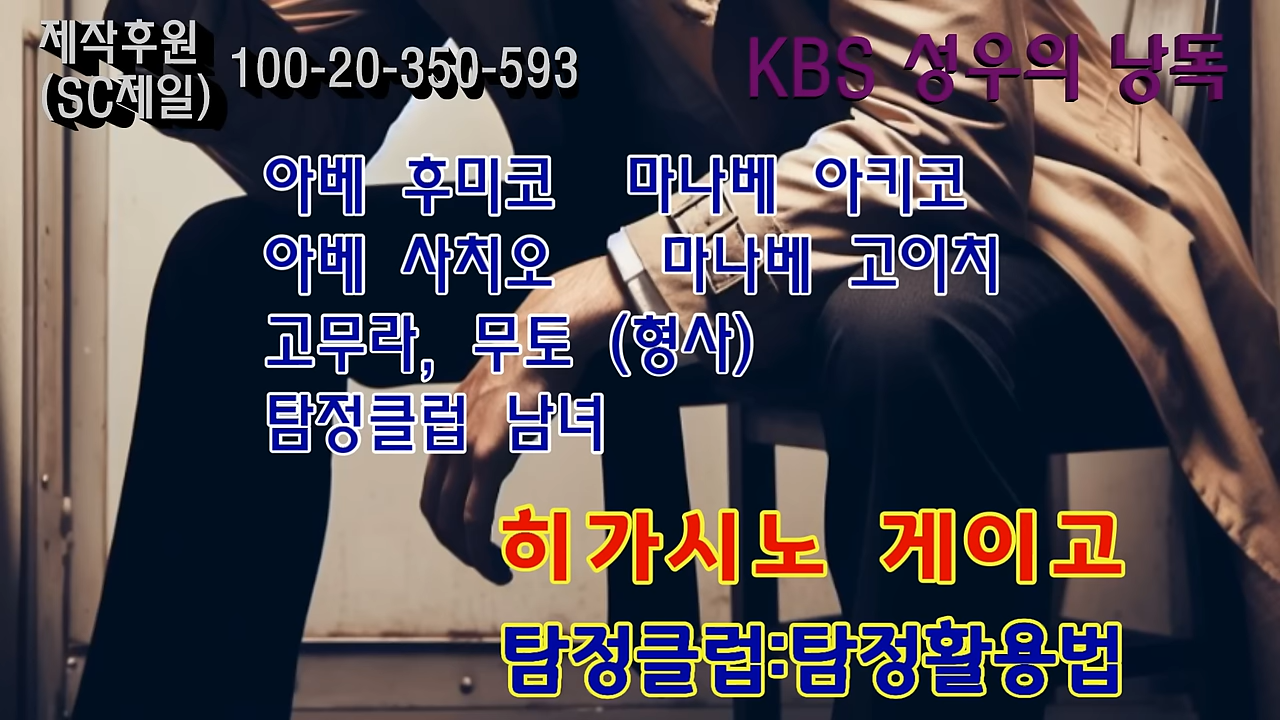 제작후원
(SC제일)
100-20-350-593
KBS 성우의 낭독
아베 후미코 마나베 아키코
아베 사치오 마나베 고이치
고무라, 무토 (형사)
탐정클럽 남녀
히가시노 게이고
탐정클럽:탐정활용법